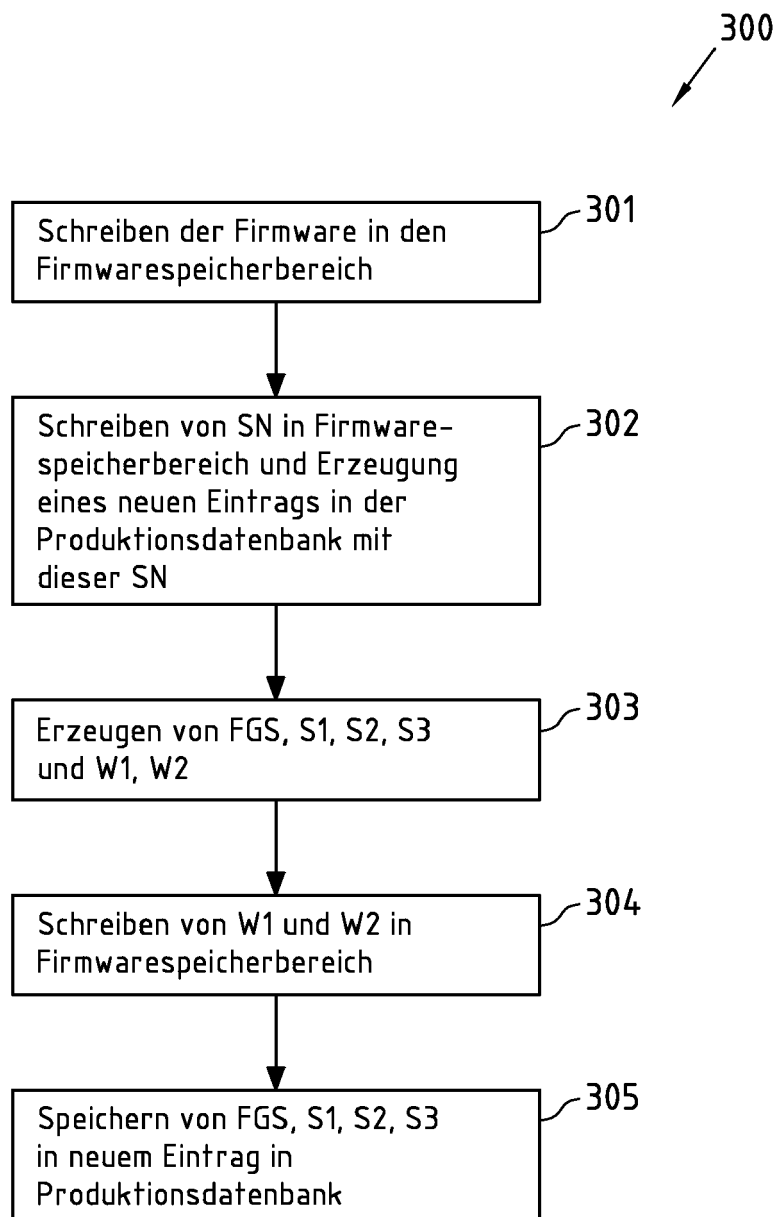 300
301
Schreiben der Firmware in den
Firmwarespeicherbereich
302
Schreiben von SN in Firmware-
speicherbereich und Erzeugung
eines neuen Eintrags in der
Produktionsdatenbank mit
dieser SN
303
Erzeugen von FGS, S1, S2, S3
und W1, W2
304
Schreiben von W1 und W2 in
Firmwarespeicherbereich
305
Speichern von FGS, S1, S2, S3
in neuem Eintrag in
Produktionsdatenbank